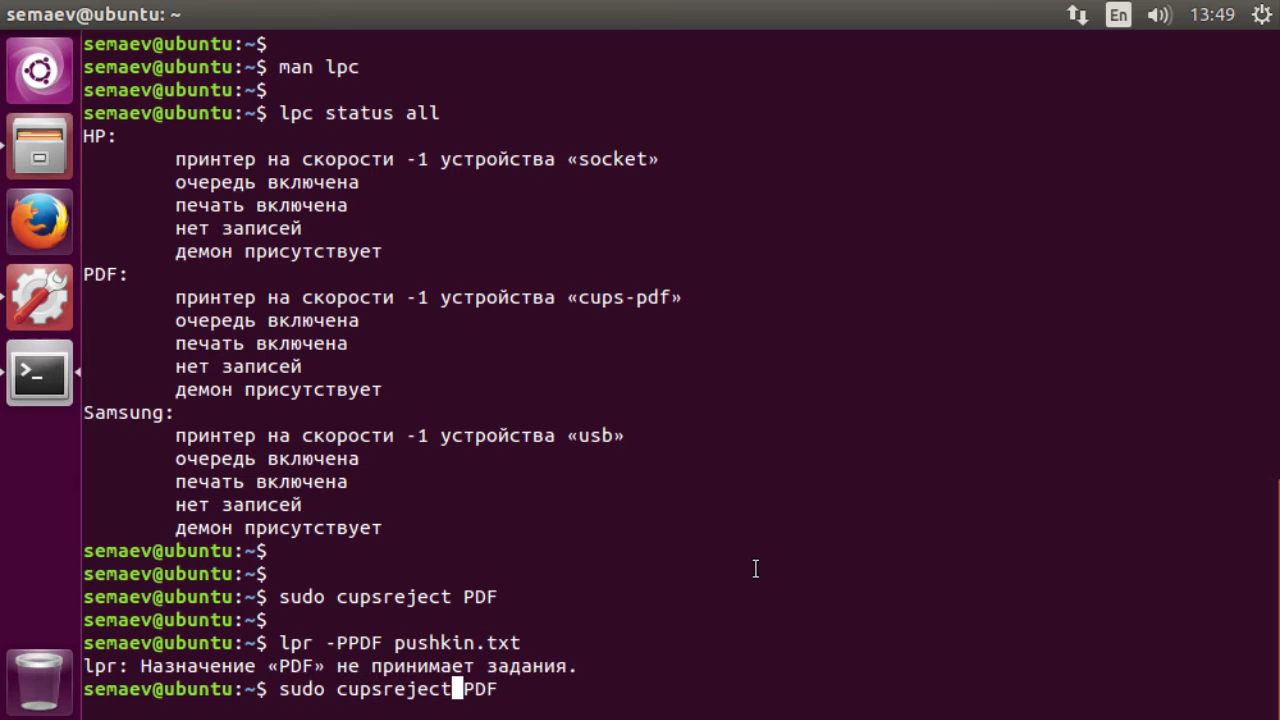 semaev@ubuntu: ~
En
13:49
semaev@ubuntu:~$
semaev@ubuntu:~$ man lpc
semaev@ubuntu:~$
semaev@ubuntu:~$ lpc status all
HP:
принтер на скорости -1 устройства «socket»
очередь включена
печать включена
нет записей
демон присутствует
PDF:
принтер на скорости -1 устройства «cups-pdf»
очередь включена
печать включена
нет записей
демон присутствует
Samsung:
принтер на скорости -1 устройства «usb»
очередь включена
печать включена
нет записей
демон присутствует
semaev@ubuntu:~$
semaev@ubuntu:~$
semaev@ubuntu:~$ sudo cupsreject PDF
semaev@ubuntu:~$
semaev@ubuntu:~$ lpr -PPDF pushkin.txt
lpr: Назначение «PDF» не принимает задания.
semaev@ubuntu:~$ sudo cupsreject PDF